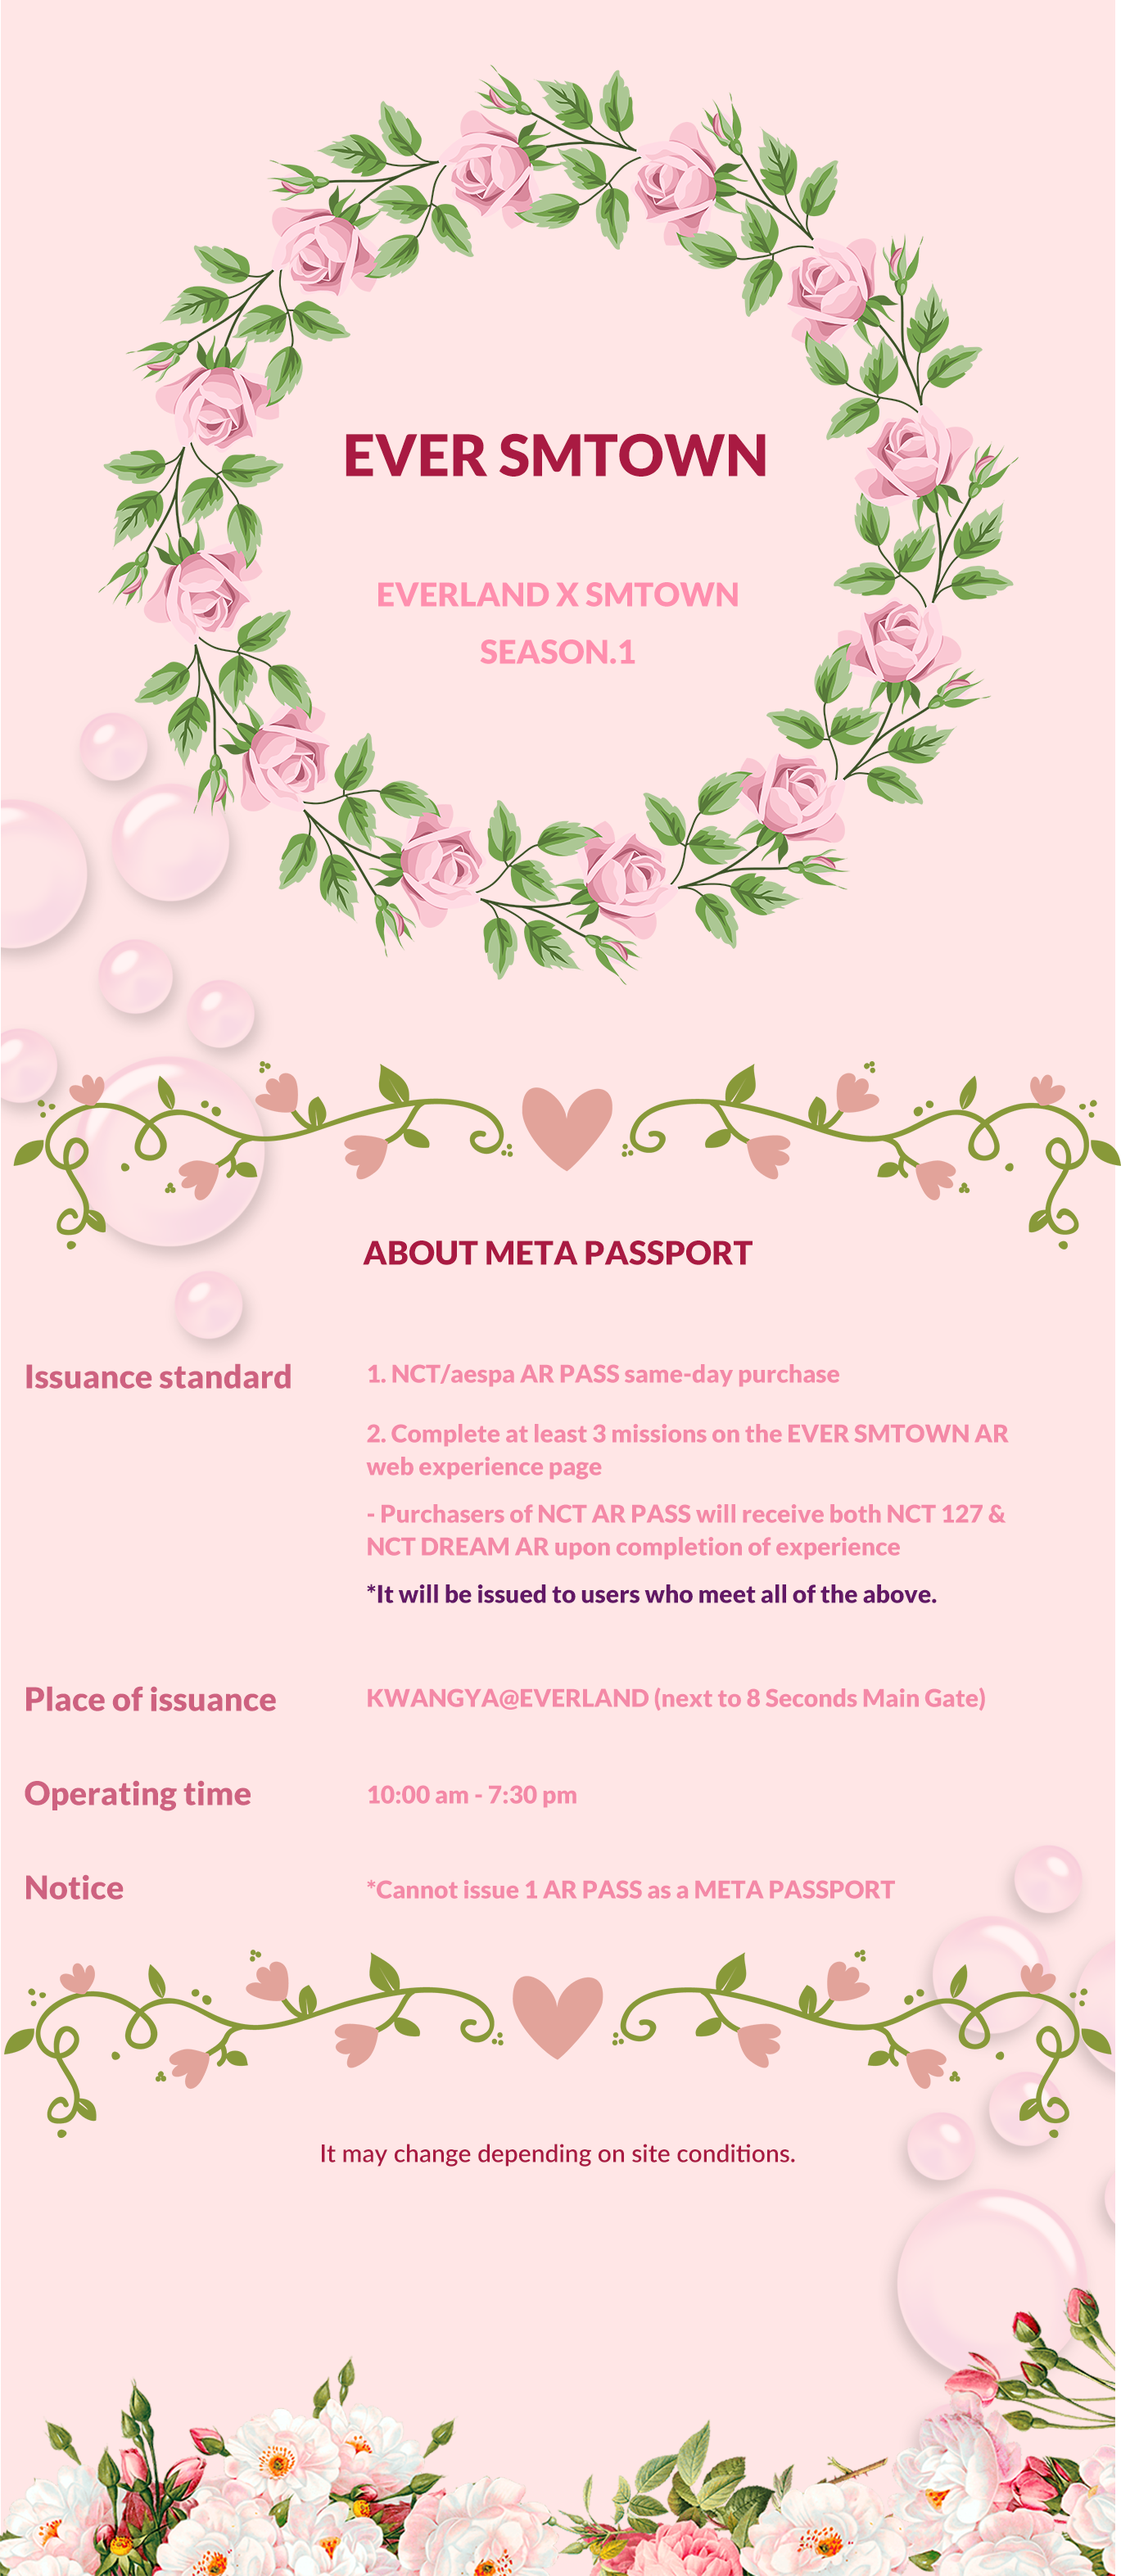 EVER SMTOWN
EVERLAND X SMTOWN
SEASON.1
ABOUT META PASSPORT
Issuance standard
1. NCT/aespa AR PASS same-day purchase
2. Complete at least 3 missions on the EVER SMTOWN AR
web experience page
- Purchasers of NCT AR PASS will receive both NCT 127 &
NCT DREAM AR upon completion of experience
*It will be issued to users who meet all of the above.
Place of issuance
KWANGYA@EVERLAND (next to 8 Seconds Main Gate)
Operating time
10:00 am - 7:30 pm
Notice
*Cannot issue 1 AR PASS as a META PASSPORT
It may change depending on site conditions.